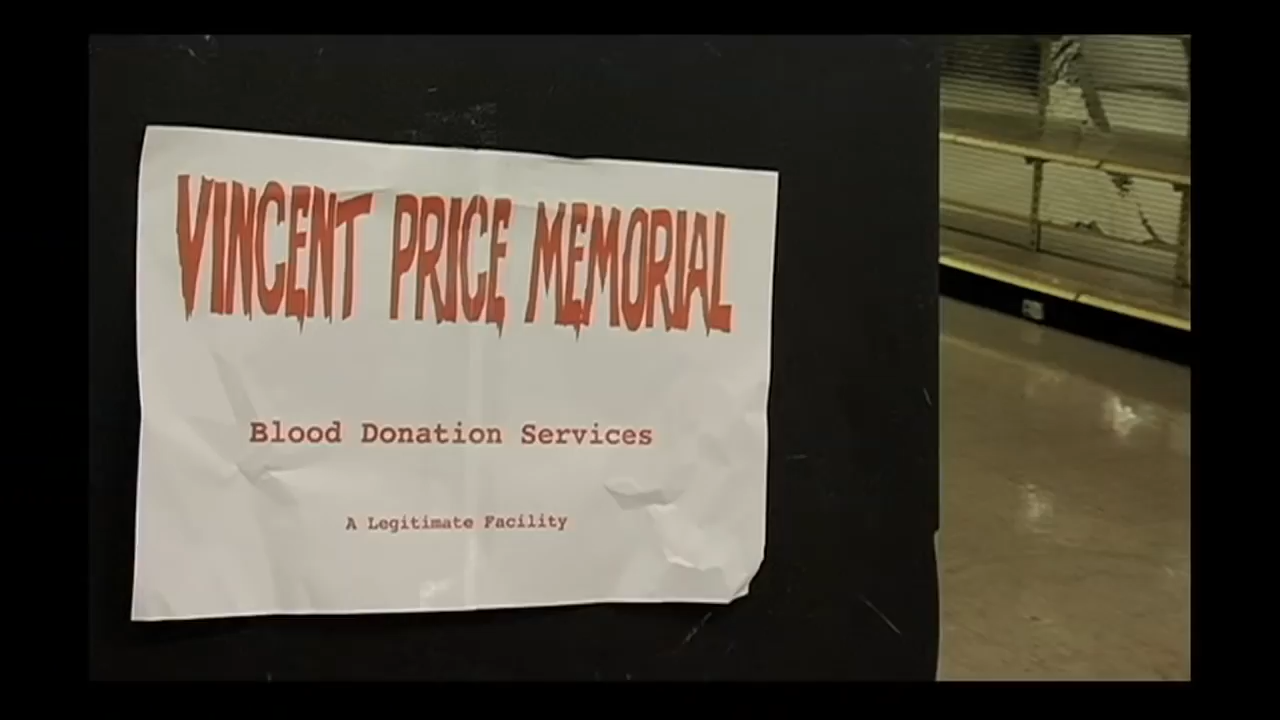 VINCENT PRICE MEMORIAL
Blood Donation Services
A Legitimate Facility